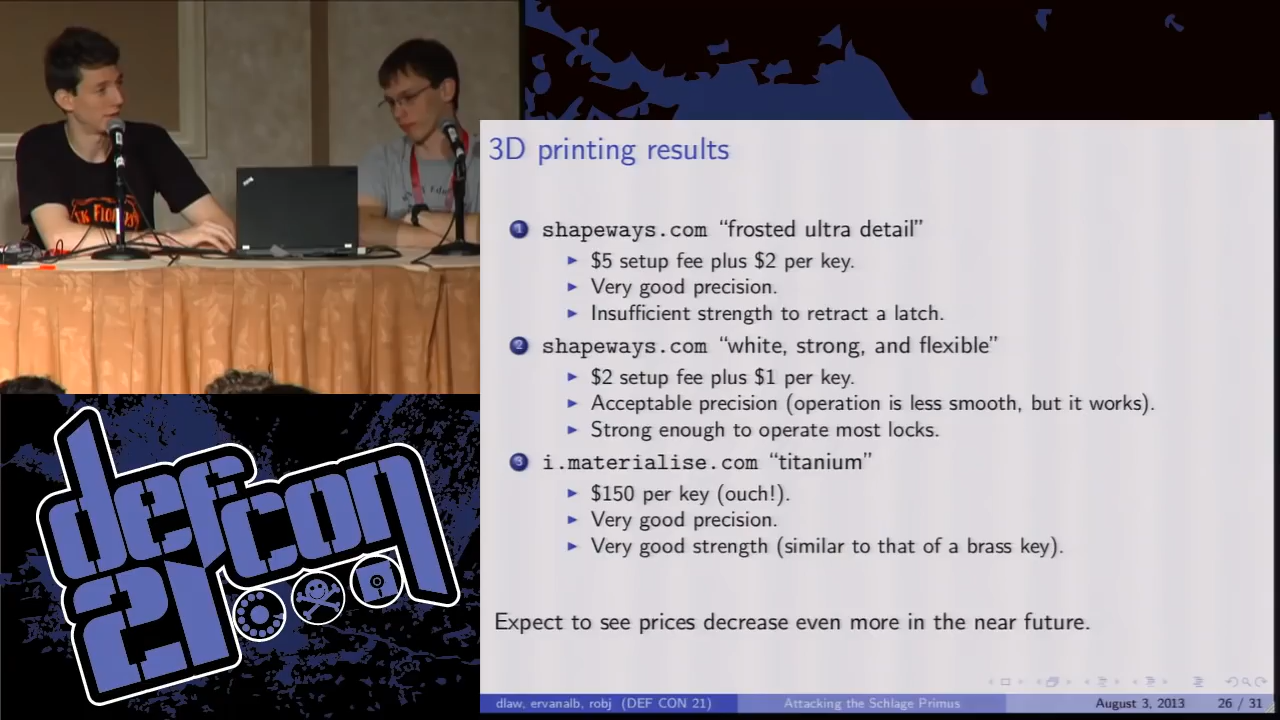 3D printing results
1 shapeways.com “frosted ultra detail”
► $5 setup fee plus $2 per key.
► Very good precision.
► Insufficient strength to retract a latch.
2 shapeways.com “white, strong, and flexible”
► $2 setup fee plus $1 per key.
► Acceptable precision (operation is less smooth, but it works).
► Strong enough to operate most locks.
3 i.materialise.com “titanium”
► $150 per key (ouch!).
► Very good precision.
► Very good strength (similar to that of a brass key).
Expect to see prices decrease even more in the near future.
dlaw, ervanalb, robj (DEF CON 21) Attacking the Schlage Primus August 3, 2013 26 / 31
defcon
21